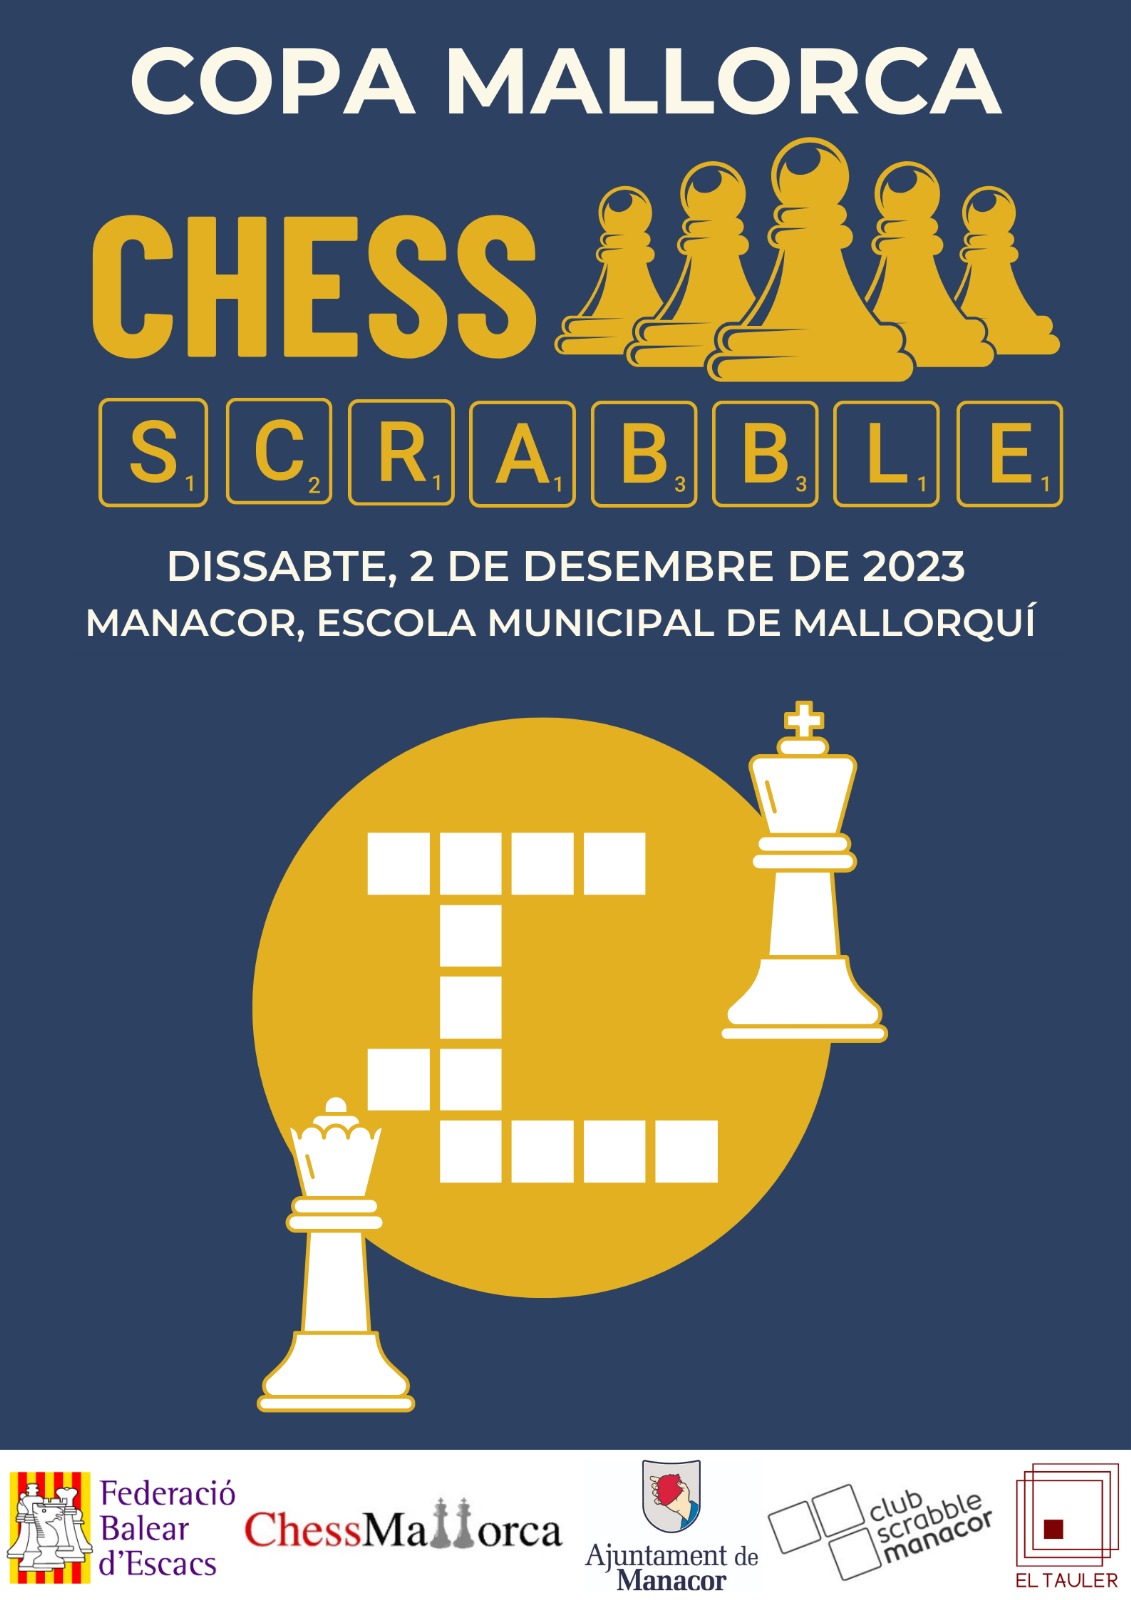 COPA MALLORCA
CHESS
S1 C2 R1 A1 B3 B3 L1 E1
DISSABTE, 2 DE DESEMBRE DE 2023
MANACOR, ESCOLA MUNICIPAL DE MALLORQUÍ
Federació
Balear
d'Escacs
ChessMallorca
Ajuntament de
Manacor
club
scrabble
manacor
EL TAULER